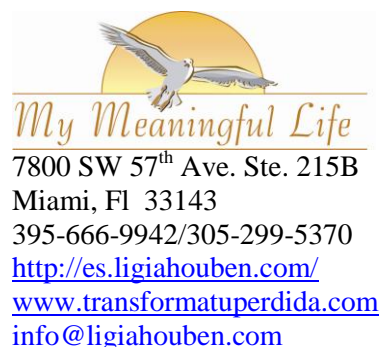 My Meaningful Life
7800 SW 57th Ave. Ste. 215B
Miami, Fl 33143
395-666-9942/305-299-5370
http://es.ligiahouben.com/
www.transformatuperdida.com
info@ligiahouben.com